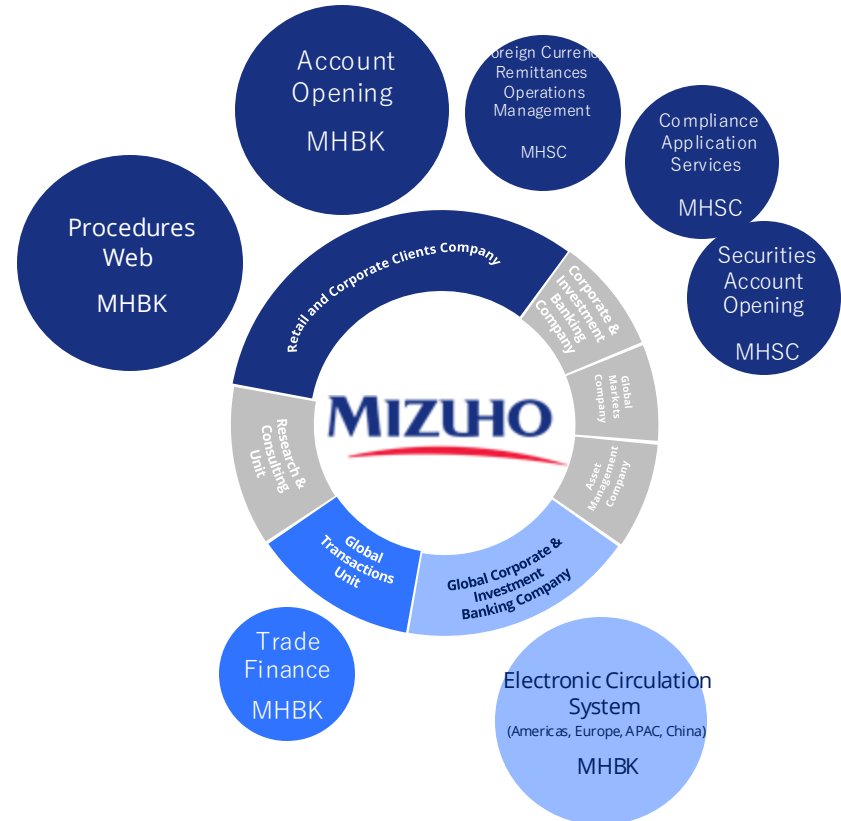 Account
Opening
MHBK
oreign Curren
Remittances
Operations
Management
MHSC
Compliance
Application
Services
MHSC
Procedures
Web
MHBK
Securities
Account
Opening
MHSC
Retail and Corporate Clients Company
Corporate &
Investment
Banking
Company
Global
Markets
Company
Asset
Management
Company
MIZUHO
Research &
Consulting
Unit
Global
Transactions
Unit
Global Corporate &
Investment
Banking Company
Trade
Finance
MHBK
Electronic Circulation
System
(Americas, Europe, APAC, China)
MHBK